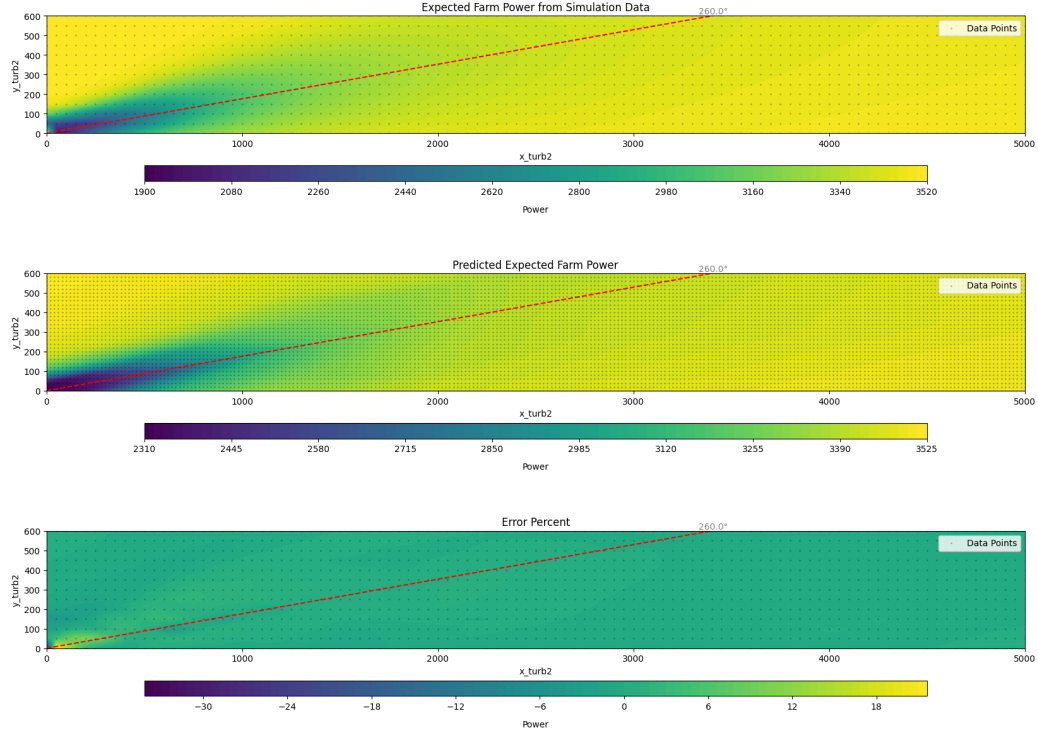 Expected Farm Power from Simulation Data
260.0°
Data Points
600
500
400
300
200
100
0
y_turb2
0 1000 2000 3000 4000 5000
x_turb2
1900 2080 2260 2440 2620 2800 2980 3160 3340 3520
Power
Predicted Expected Farm Power
260.0°
Data Points
600
500
400
300
200
100
0
y_turb2
0 1000 2000 3000 4000 5000
x_turb2
2310 2445 2580 2715 2850 2985 3120 3255 3390 3525
Power
Error Percent
260.0°
Data Points
600
500
400
300
200
100
0
y_turb2
0 1000 2000 3000 4000 5000
x_turb2
−30 −24 −18 −12 −6 0 6 12 18
Power